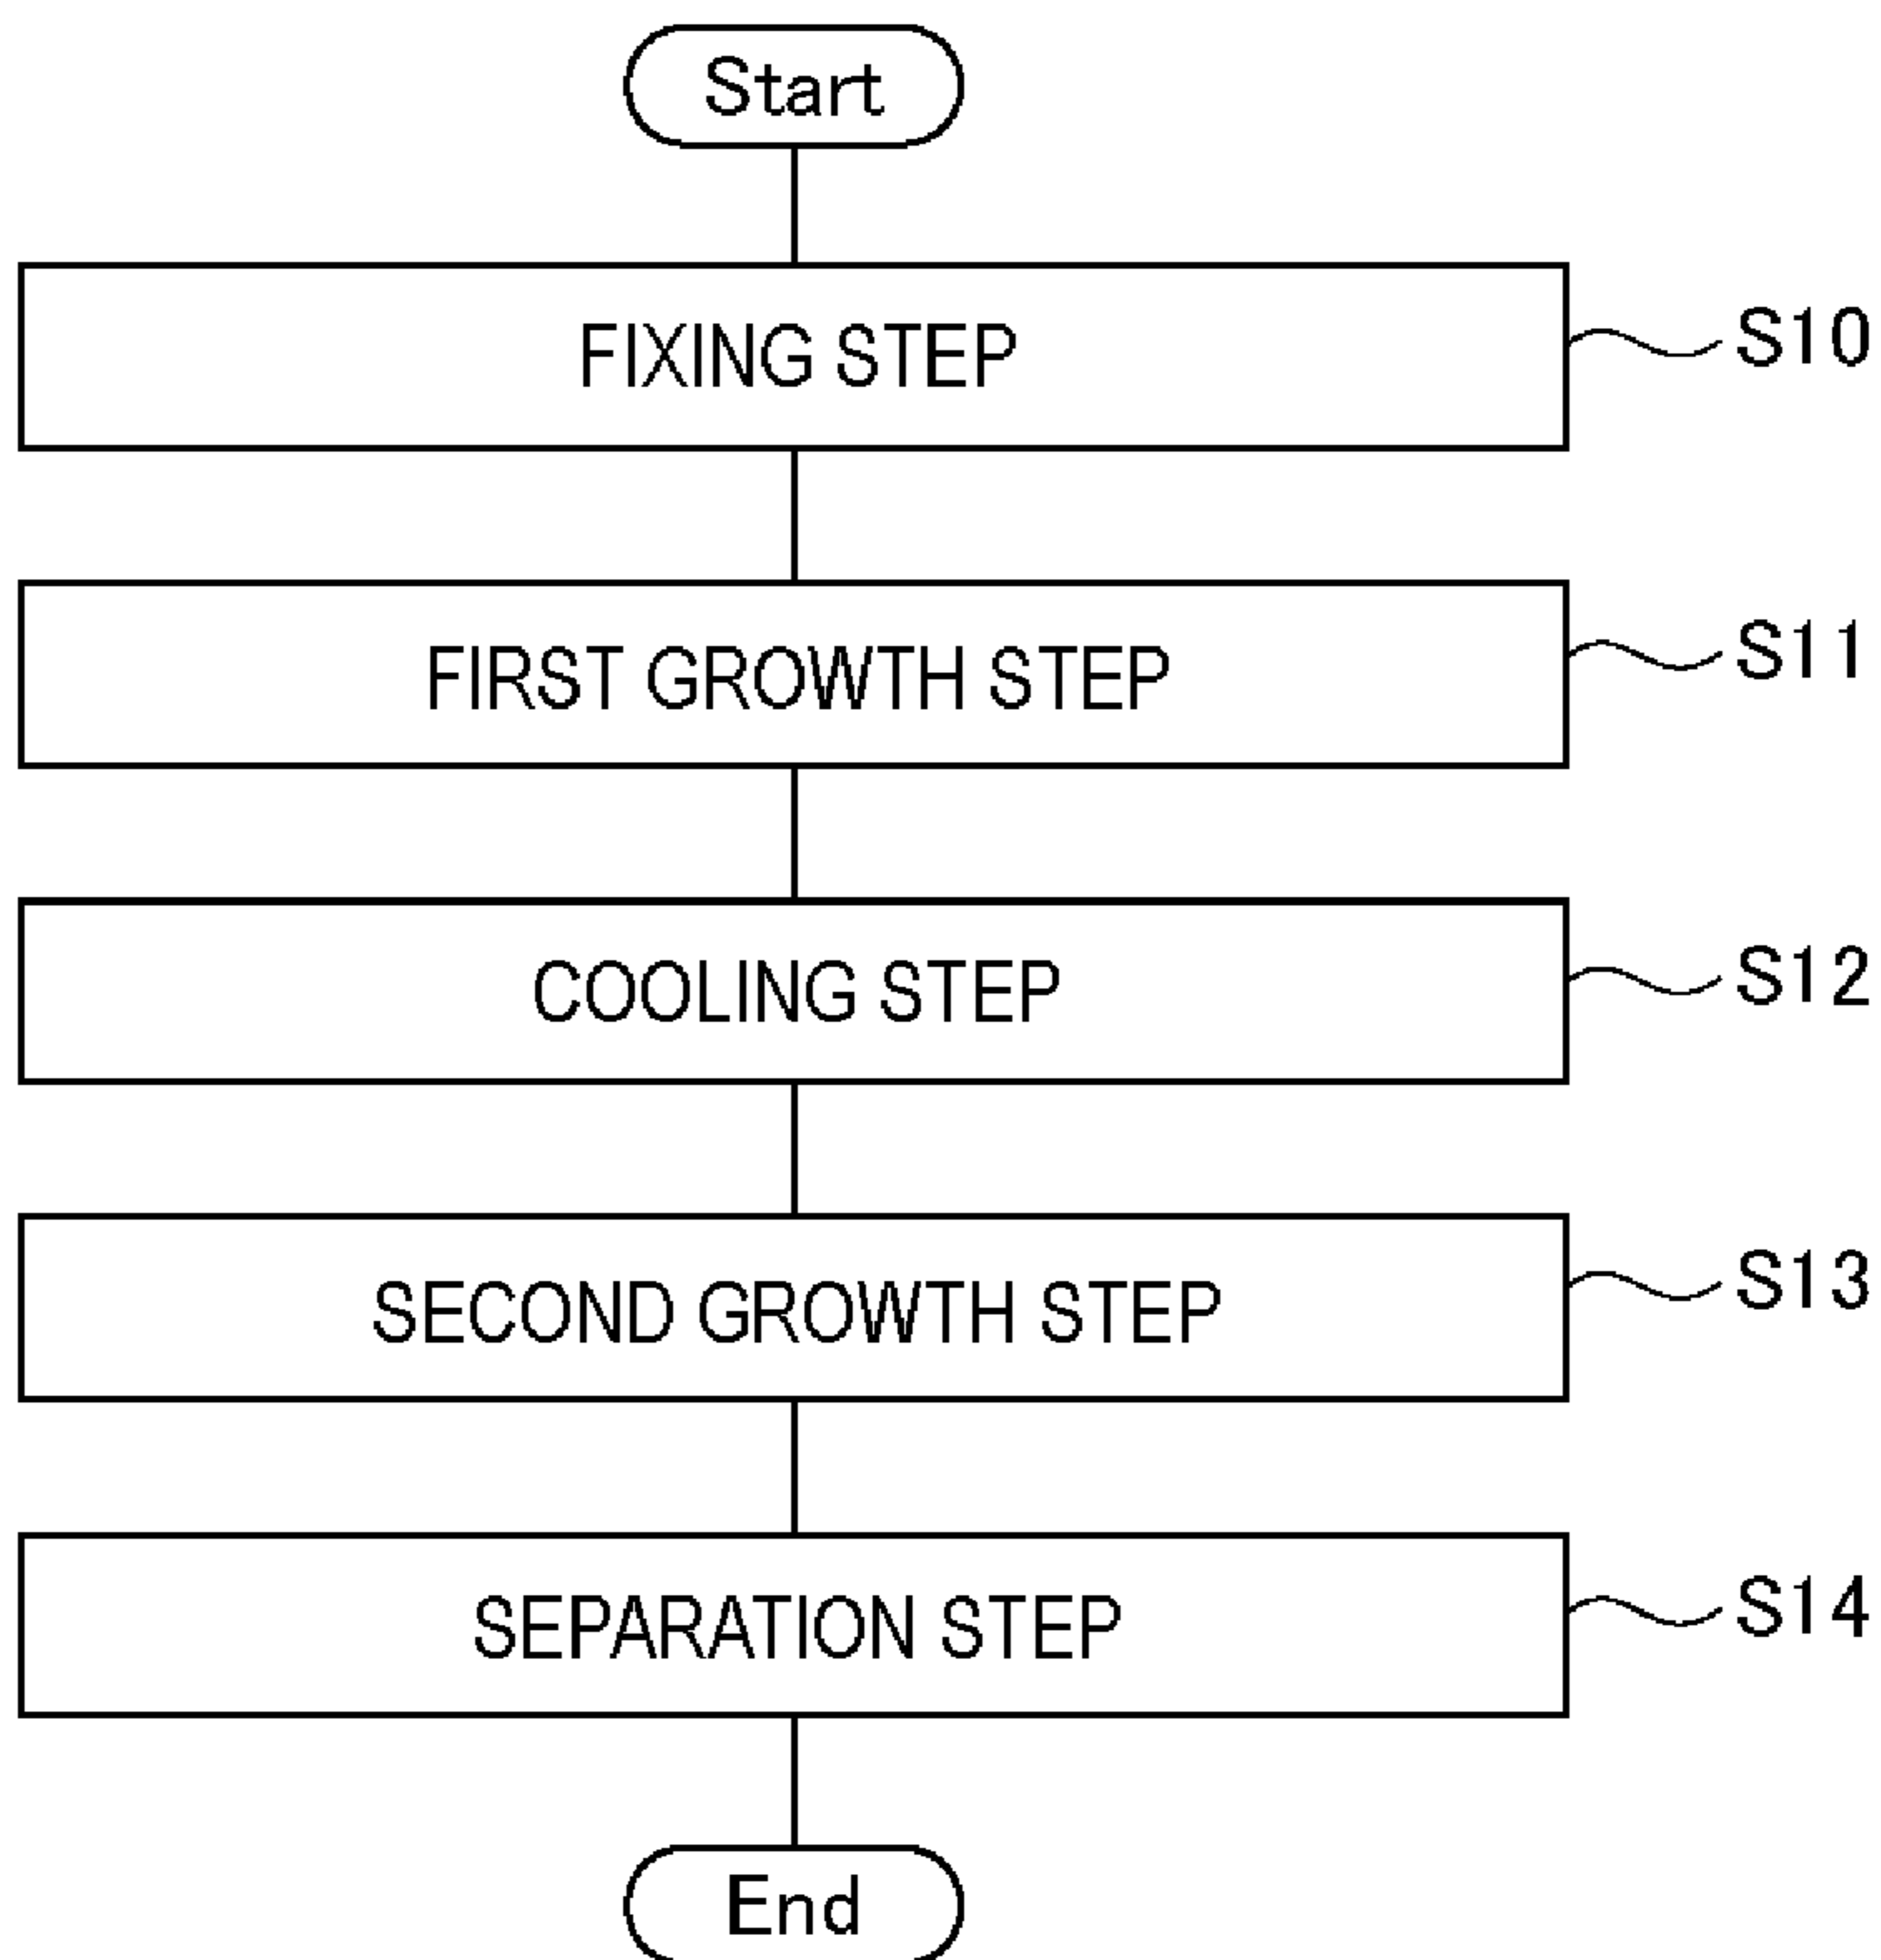 Start
FIXING STEP
S10
FIRST GROWTH STEP
S11
COOLING STEP
S12
SECOND GROWTH STEP
S13
SEPARATION STEP
S14
End